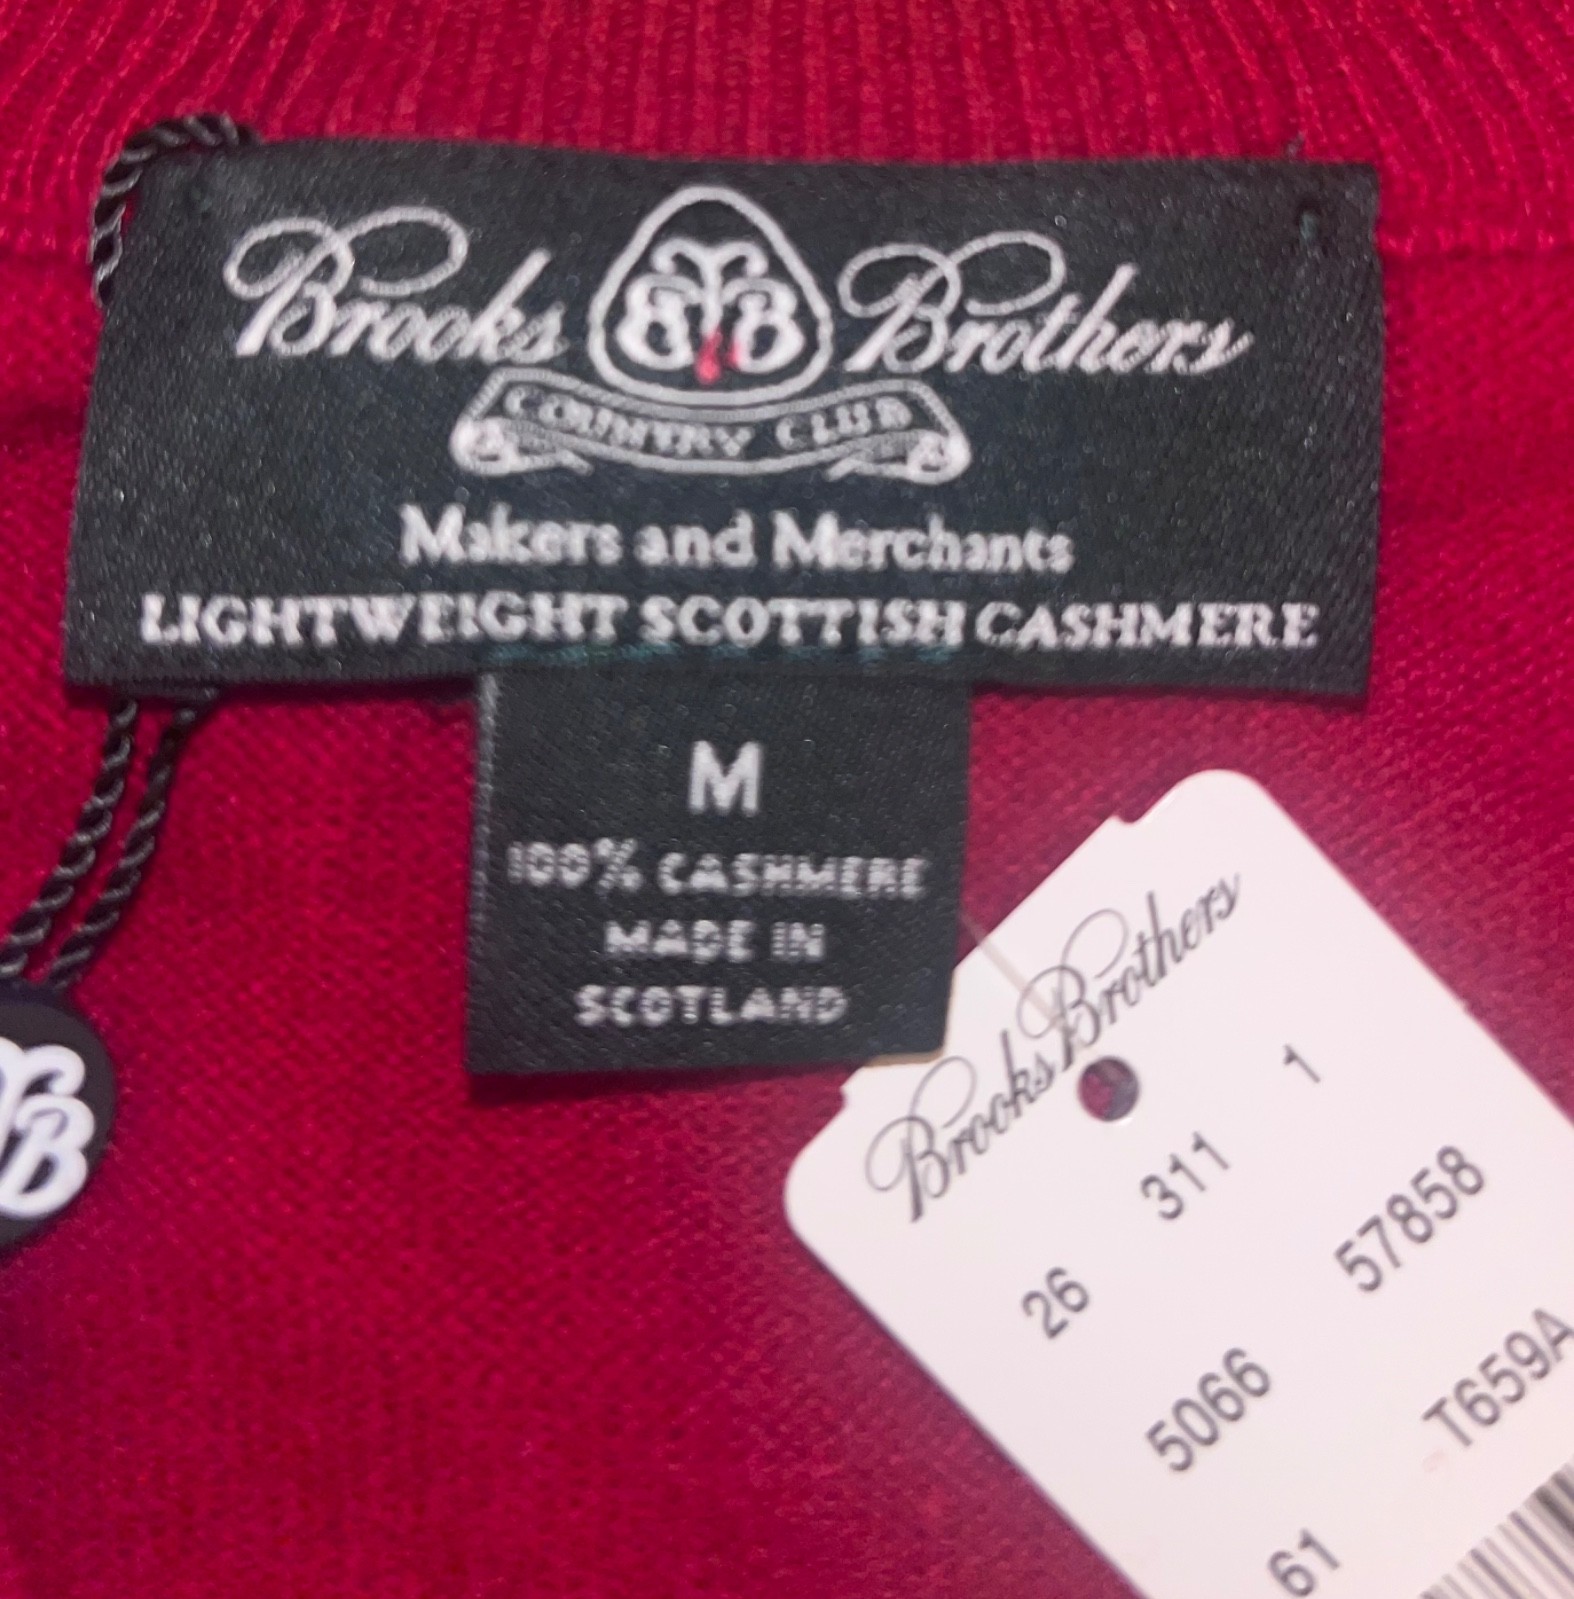 Brooks BB Brothers
COUNTRY CLUB
Makers and Merchants
LIGHTWEIGHT SCOTTISH CASHMERE
M
100% CASHMERE
MADE IN
SCOTLAND
BB
Brooks Brothers
26 311 1
5066 57858
61 T659A